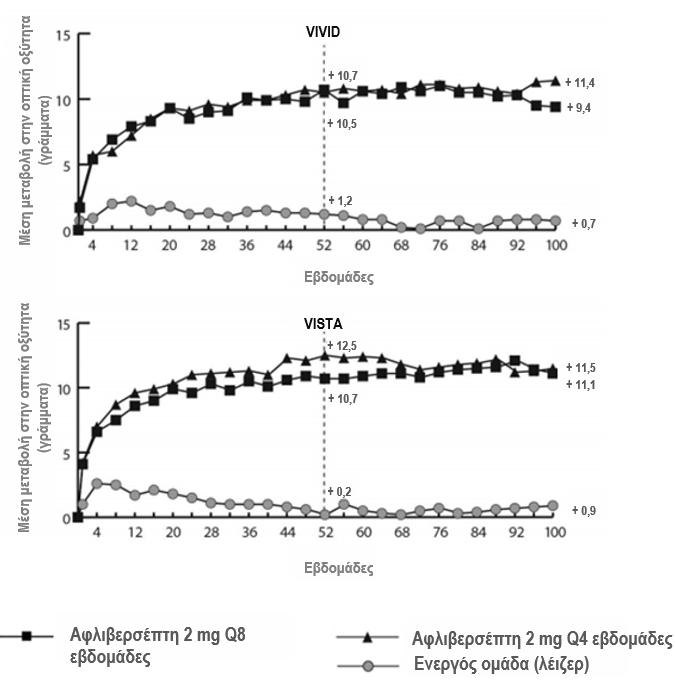 VIVID
Μέση μεταβολή στην οπτική οξύτητα
(γράμματα)
15
10
5
0
+ 10,7
+ 10,5
+ 1,2
+ 11,4
+ 9,4
+ 0,7
4 12 20 28 36 44 52 60 68 76 84 92 100
Εβδομάδες
VISTA
Μέση μεταβολή στην οπτική οξύτητα
(γράμματα)
15
10
5
0
+ 12,5
+ 10,7
+ 0,2
+ 11,5
+ 11,1
+ 0,9
4 12 20 28 36 44 52 60 68 76 84 92 100
Εβδομάδες
Αφλιβερσέπτη 2 mg Q8
εβδομάδες
Αφλιβερσέπτη 2 mg Q4 εβδομάδες
Ενεργός ομάδα (λέιζερ)